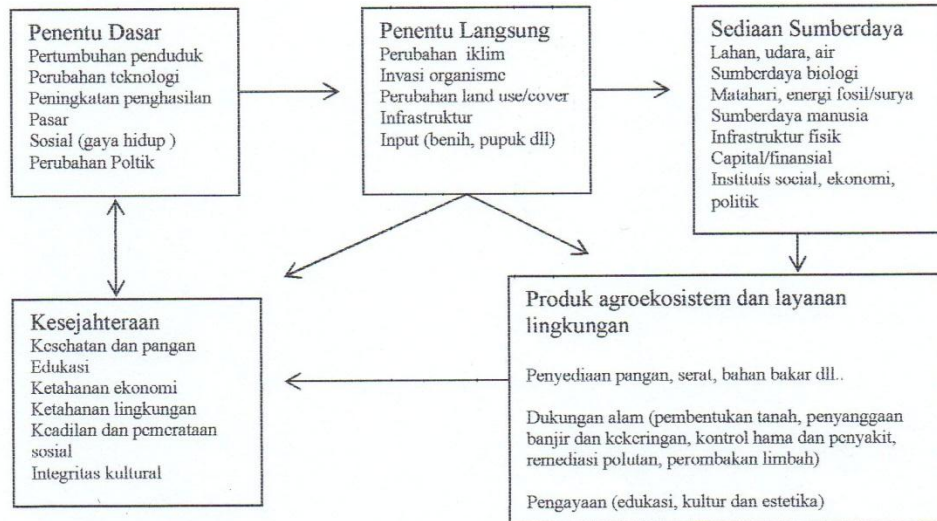 Penentu Dasar
Pertumbuhan penduduk
Perubahan teknologi
Peningkatan penghasilan
Pasar
Sosial (gaya hidup )
Perubahan Poltik
Penentu Langsung
Perubahan iklim
Invasi organisme
Perubahan land use/cover
Infrastruktur
Input (benih, pupuk dll)
Sediaan Sumberdaya
Lahan, udara, air
Sumberdaya biologi
Matahari, energi fosil/surya
Sumberdaya manusia
Infrastruktur fisik
Capital/finansial
Instituis social, ekonomi,
politik
Kesejahteraan
Kesehatan dan pangan
Edukasi
Ketahanan ekonomi
Ketahanan lingkungan
Keadilan dan pemerataan
sosial
Integritas kultural
Produk agroekosistem dan layanan
lingkungan
Penyediaan pangan, serat, bahan bakar dll..
Dukungan alam (pembentukan tanah, penyanggaan
banjir dan kekeringan, kontrol hama dan penyakit,
remediasi polutan, perombakan limbah)
Pengayaan (edukasi, kultur dan estetika)